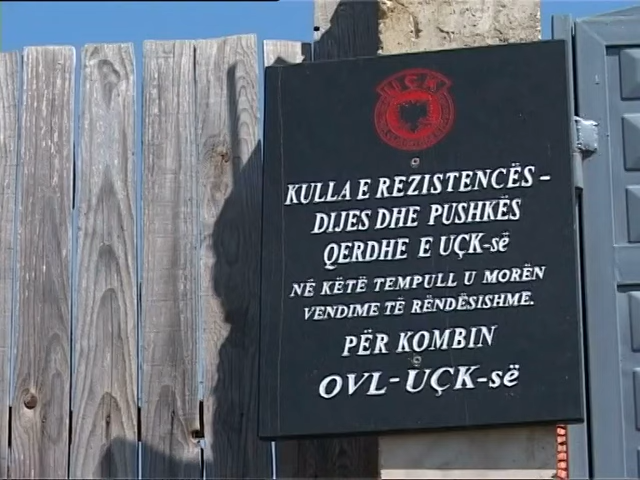 UÇK
KULLA E REZISTENCËS –
DIJES DHE PUSHKËS
QERDHE E UÇK-së
NË KËTË TEMPULL U MORËN
VENDIME TË RËNDËSISHME.
PËR KOMBIN
OVL-UÇK-së